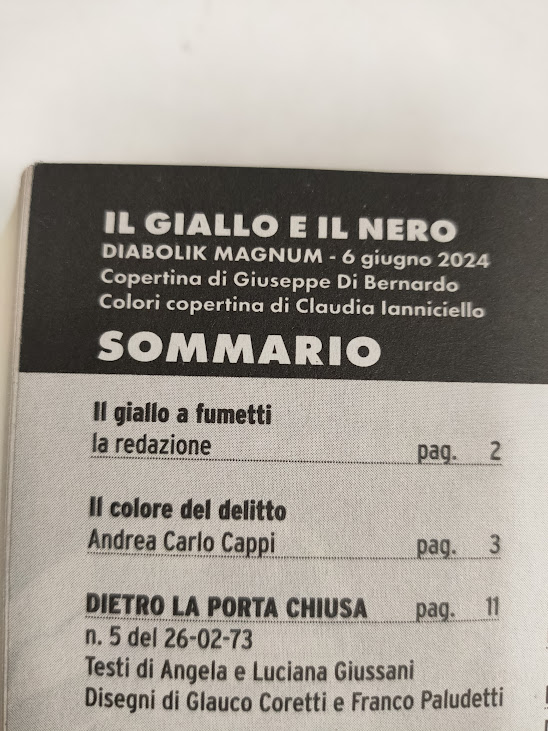 IL GIALLO E IL NERO
DIABOLIK MAGNUM - 6 giugno 2024
Copertina di Giuseppe Di Bernardo
Colori copertina di Claudia Ianniciello
SOMMARIO
Il giallo a fumetti
la redazione pag. 2
Il colore del delitto
Andrea Carlo Cappi pag. 3
DIETRO LA PORTA CHIUSA pag. 11
n. 5 del 26-02-73
Testi di Angela e Luciana Giussani
Disegni di Glauco Coretti e Franco Paludetti